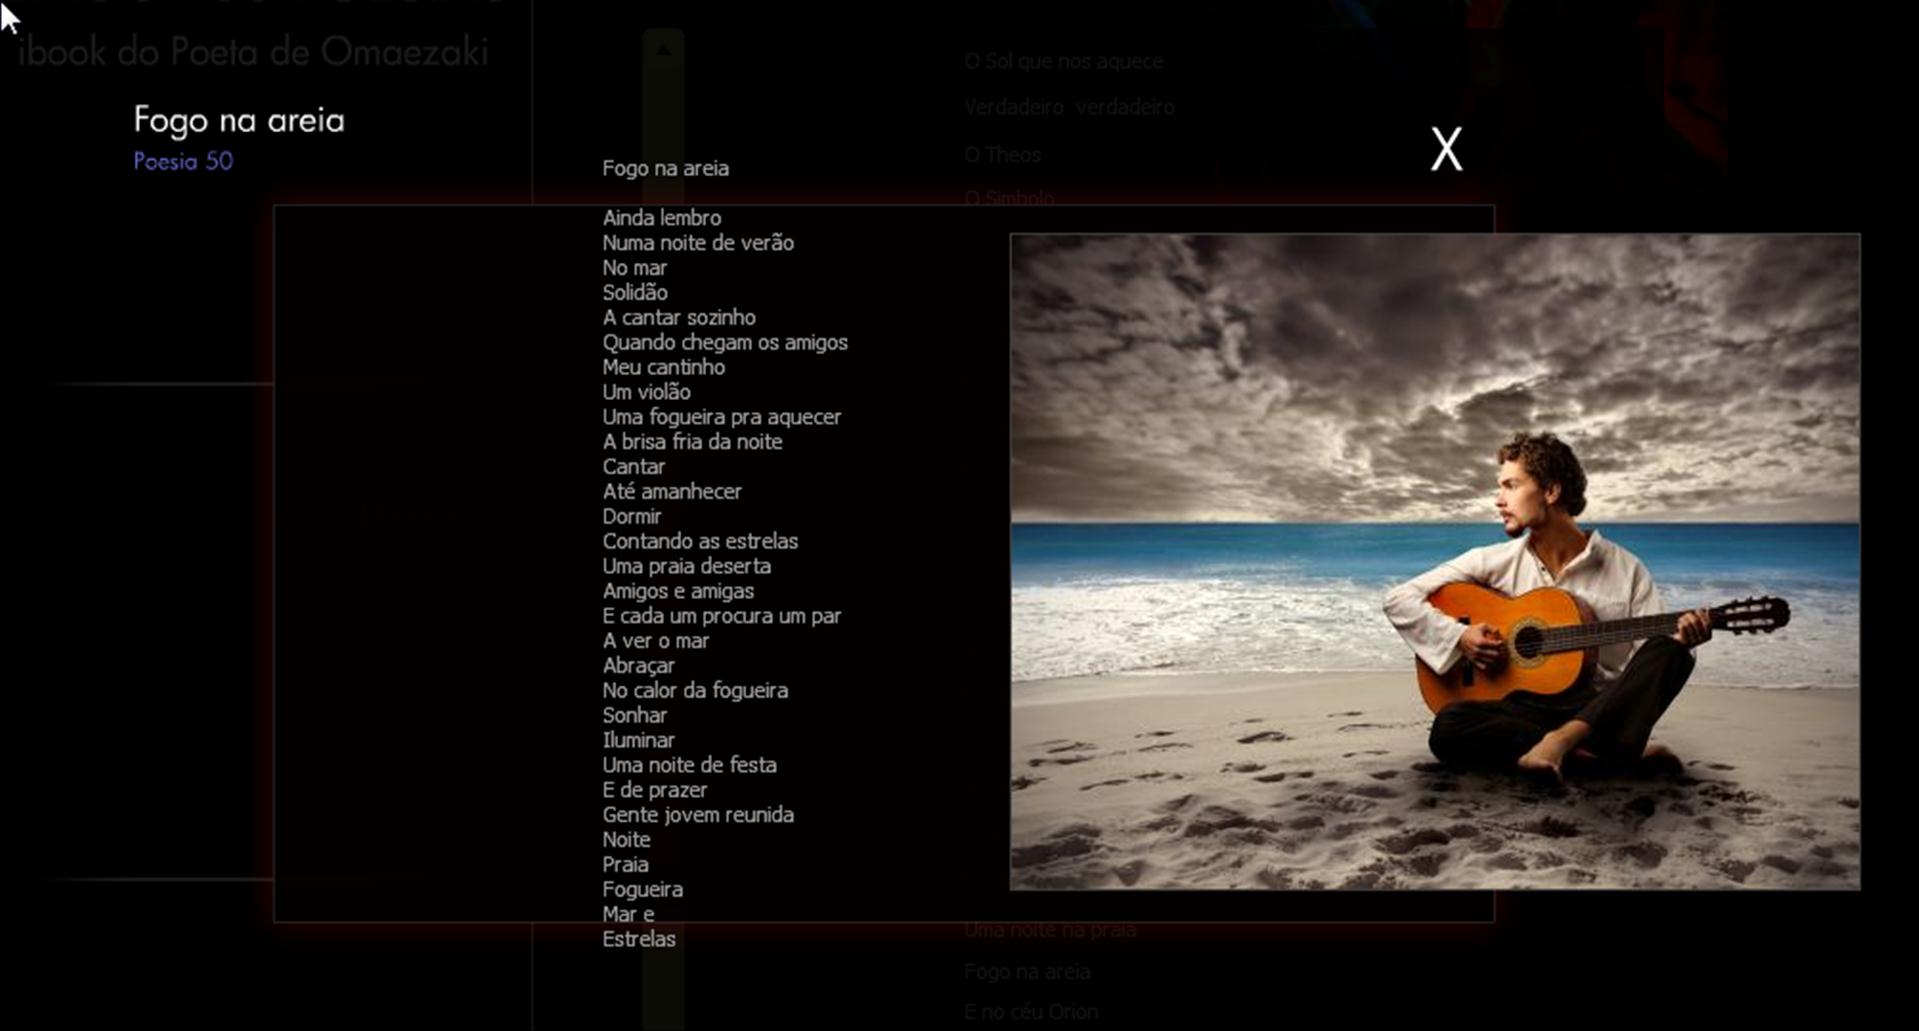 ibook do Poeta de Omaezaki
Fogo na areia
Poesia 50
X
Fogo na areia
Ainda lembro
Numa noite de verão
No mar
Solidão
A cantar sozinho
Quando chegam os amigos
Meu cantinho
Um violão
Uma fogueira pra aquecer
A brisa fria da noite
Cantar
Até amanhecer
Dormir
Contando as estrelas
Uma praia deserta
Amigos e amigas
E cada um procura um par
A ver o mar
Abraçar
No calor da fogueira
Sonhar
Iluminar
Uma noite de festa
E de prazer
Gente jovem reunida
Noite
Praia
Fogueira
Mar e
Estrelas
O Sol que nos aquece
Verdadeiro verdadeiro
O Theos
O Simbolo
Uma noite na praia
Fogo na areia
E no céu Orion